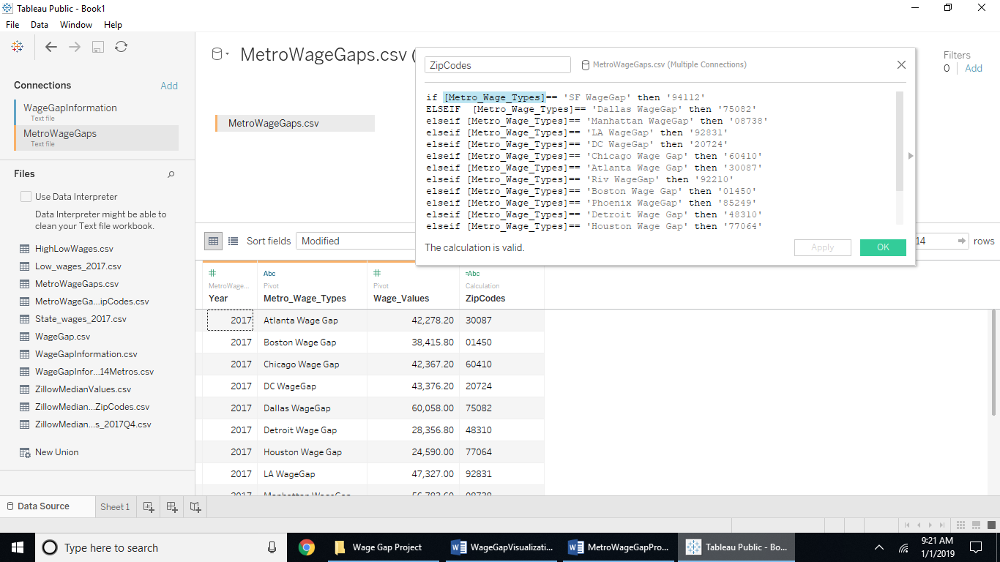 Tableau Public - Book1
File Data Window Help
Connections Add
WageGapInformation
Text file
MetroWageGaps
Text file
Files
Use Data Interpreter
Data Interpreter might be able to
clean your Text file workbook.
HighLowWages.csv
Low_wages_2017.csv
MetroWageGaps.csv
MetroWageGa...ipCodes.csv
State_wages_2017.csv
WageGap.csv
WageGapInformation.csv
WageGapInfor...14Metros.csv
ZillowMedianValues.csv
ZillowMedian...ZipCodes.csv
ZillowMedian...s_2017Q4.csv
New Union
MetroWageGaps.csv (
Filters
0 Add
MetroWageGaps.csv
ZipCodes MetroWageGaps.csv (Multiple Connections)
if [Metro_Wage_Types]== 'SF WageGap' then '94112'
ELSEIF  [Metro_Wage_Types]== 'Dallas WageGap' then '75082'
elseif [Metro_Wage_Types]== 'Manhattan WageGap' then '08738'
elseif [Metro_Wage_Types]== 'LA WageGap' then '92831'
elseif [Metro_Wage_Types]== 'DC WageGap' then '20724'
elseif [Metro_Wage_Types]== 'Chicago Wage Gap' then '60410'
elseif [Metro_Wage_Types]== 'Atlanta Wage Gap' then '30087'
elseif [Metro_Wage_Types]== 'Riv WageGap' then '92210'
elseif [Metro_Wage_Types]== 'Boston Wage Gap' then '01450'
elseif [Metro_Wage_Types]== 'Phoenix WageGap' then '85249'
elseif [Metro_Wage_Types]== 'Detroit Wage Gap' then '48310'
elseif [Metro_Wage_Types]== 'Houston Wage Gap' then '77064'
The calculation is valid. Apply OK
Sort fields Modified 14 rows
# Abc # =Abc
MetroWage... Pivot Pivot Calculation
Year Metro_Wage_Types Wage_Values ZipCodes
2017 Atlanta Wage Gap 42,278.20 30087
2017 Boston Wage Gap 38,415.80 01450
2017 Chicago Wage Gap 42,367.20 60410
2017 DC WageGap 43,376.20 20724
2017 Dallas WageGap 60,058.00 75082
2017 Detroit Wage Gap 28,356.80 48310
2017 Houston Wage Gap 24,590.00 77064
2017 LA WageGap 47,327.00 92831
2017 Manhattan WageGap 56,783.60 08738
Data Source Sheet 1
Type here to search
Wage Gap Project
WageGapVisualizati...
MetroWageGapPro...
Tableau Public - Bo...
9:21 AM
1/1/2019